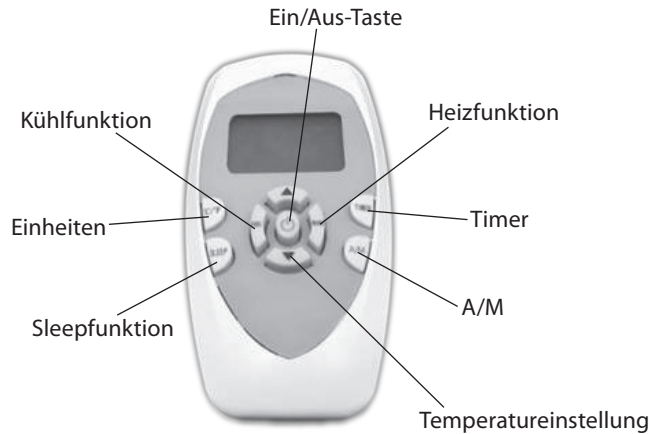 Ein/Aus-Taste
Kühlfunktion
Heizfunktion
Einheiten
Timer
Sleepfunktion
A/M
Temperatureinstellung